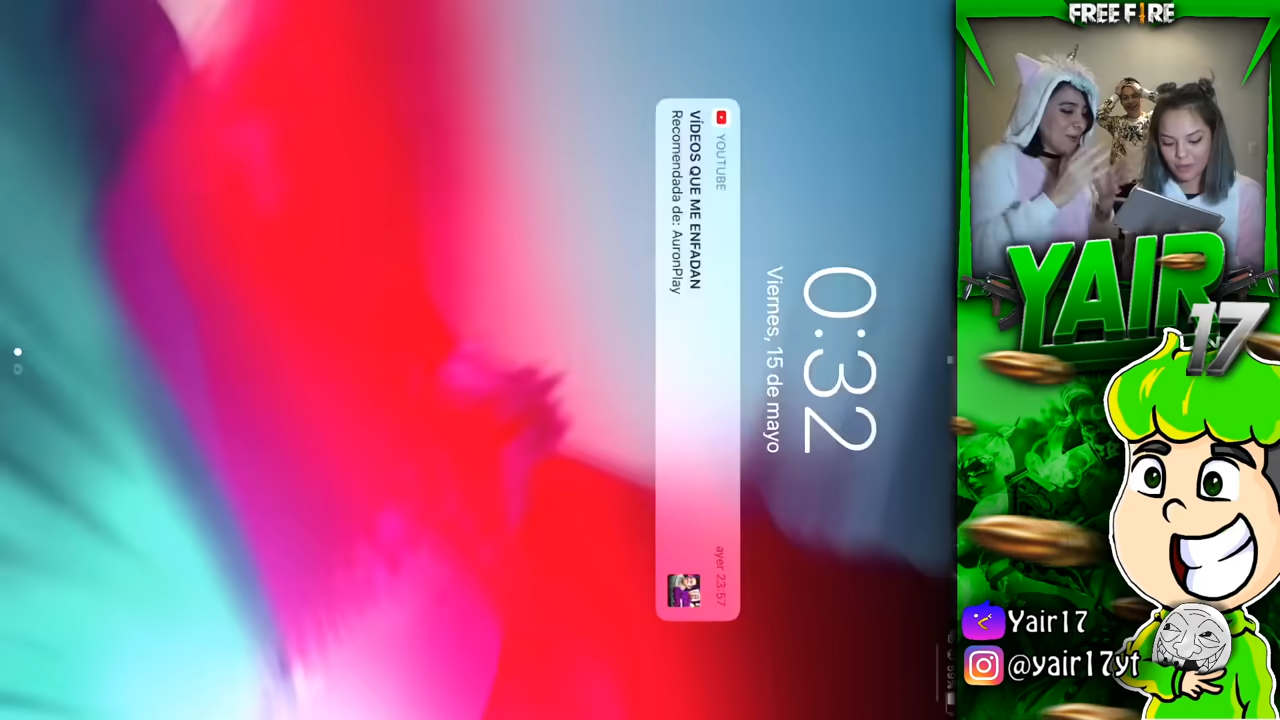 FREE FIRE
YAIR
17
Yair17
@yair17yt
0:32
Viernes, 15 de mayo
YOUTUBE
ayer 23:57
VÍDEOS QUE ME ENFADAN
Recomendada de: AuronPlay